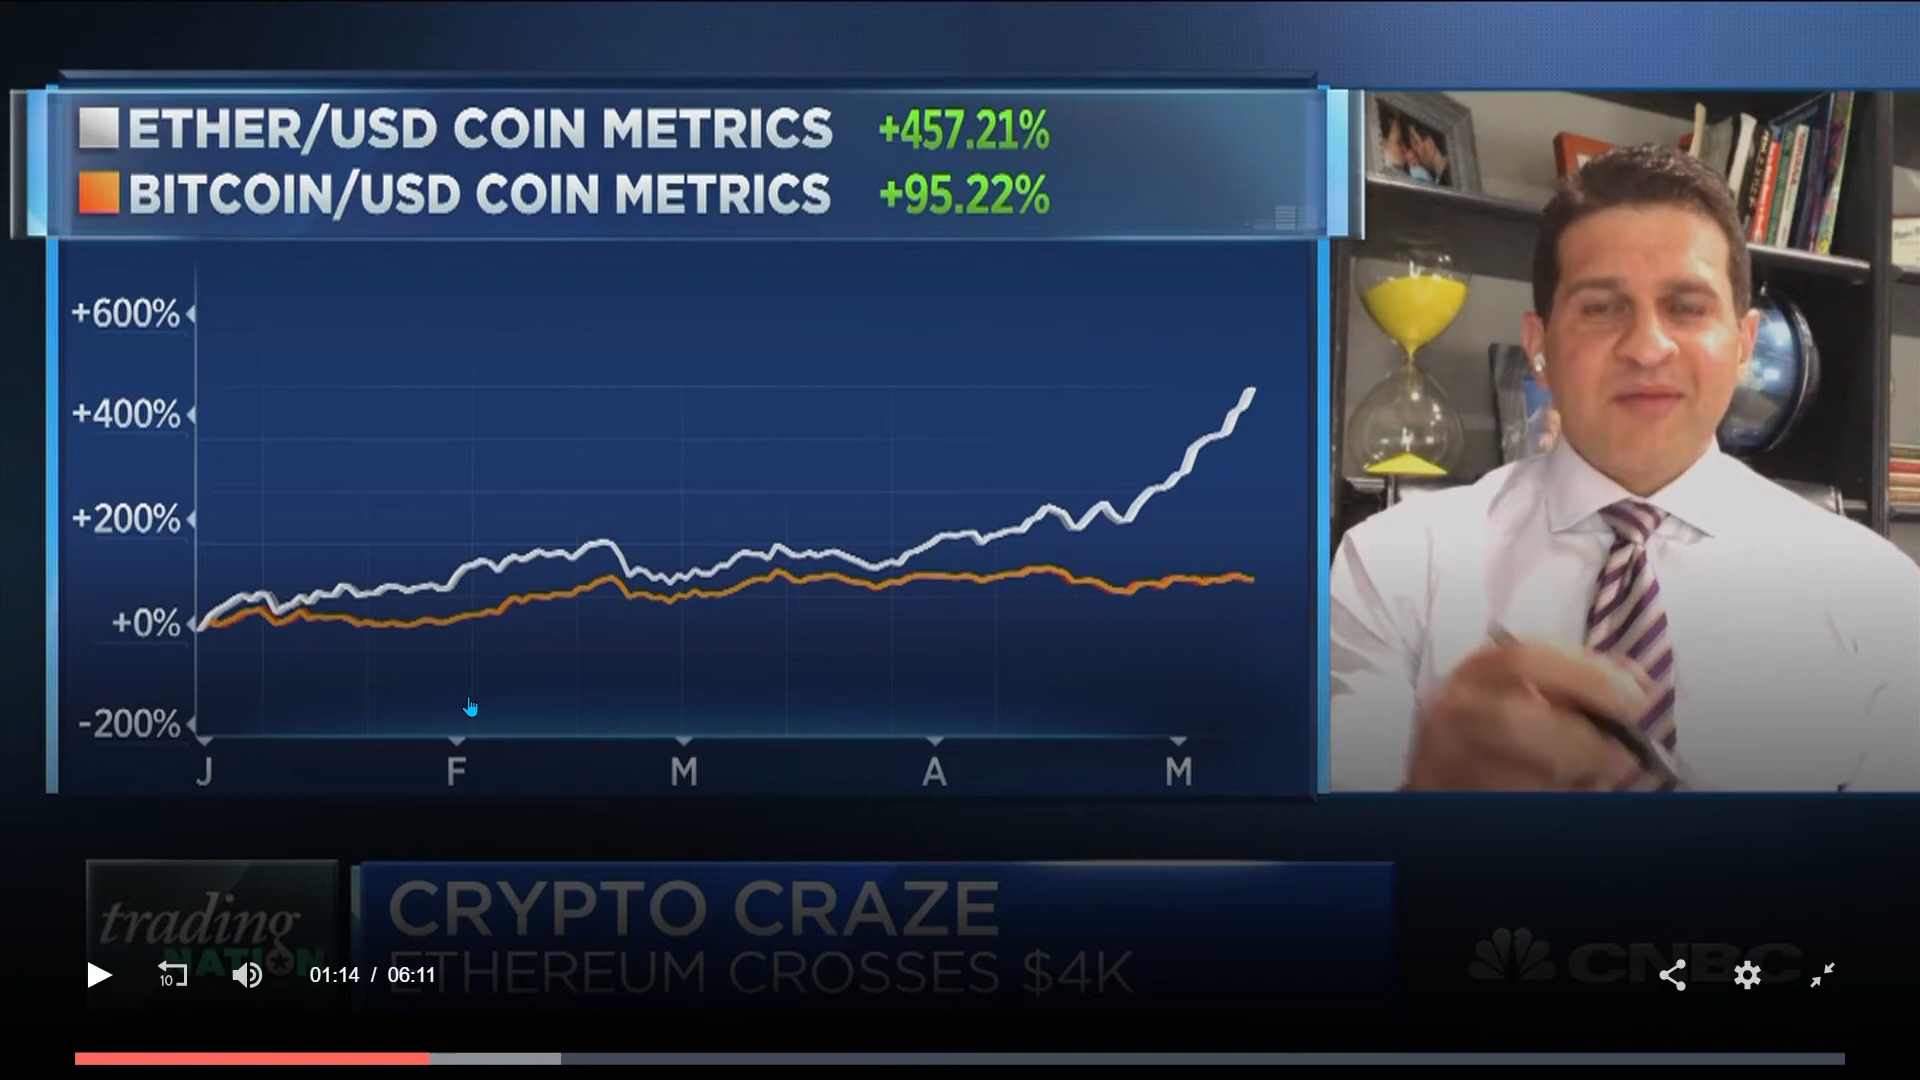 ETHER/USD COIN METRICS +457.21%
BITCOIN/USD COIN METRICS +95.22%
+600%
+400%
+200%
+0%
-200%
J F M A M
trading
NATION
CRYPTO CRAZE
ETHEREUM CROSSES $4K
CNBC
10
01:14 / 06:11